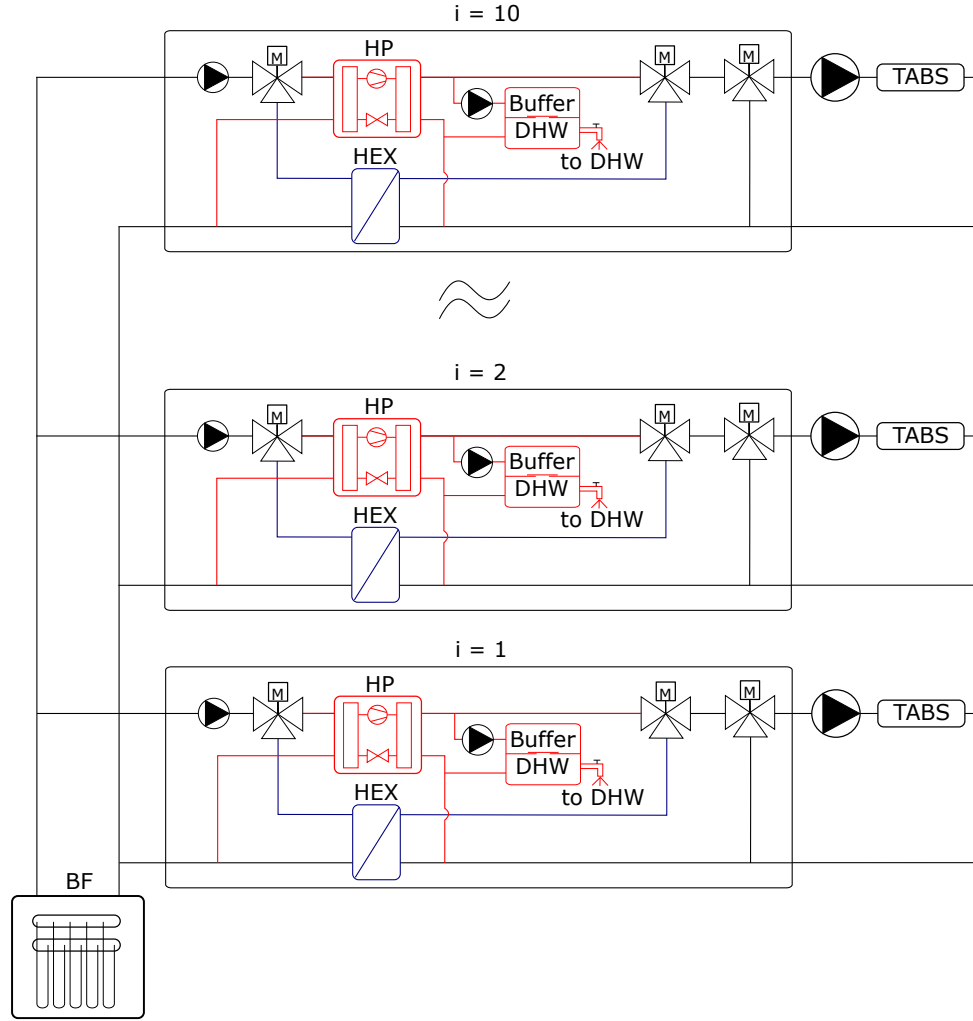 i = 10
HP
M
M
M
TABS
Buffer
DHW
HEX
to DHW
i = 2
HP
M
M
M
TABS
Buffer
DHW
HEX
to DHW
i = 1
HP
M
M
M
TABS
Buffer
DHW
HEX
to DHW
BF